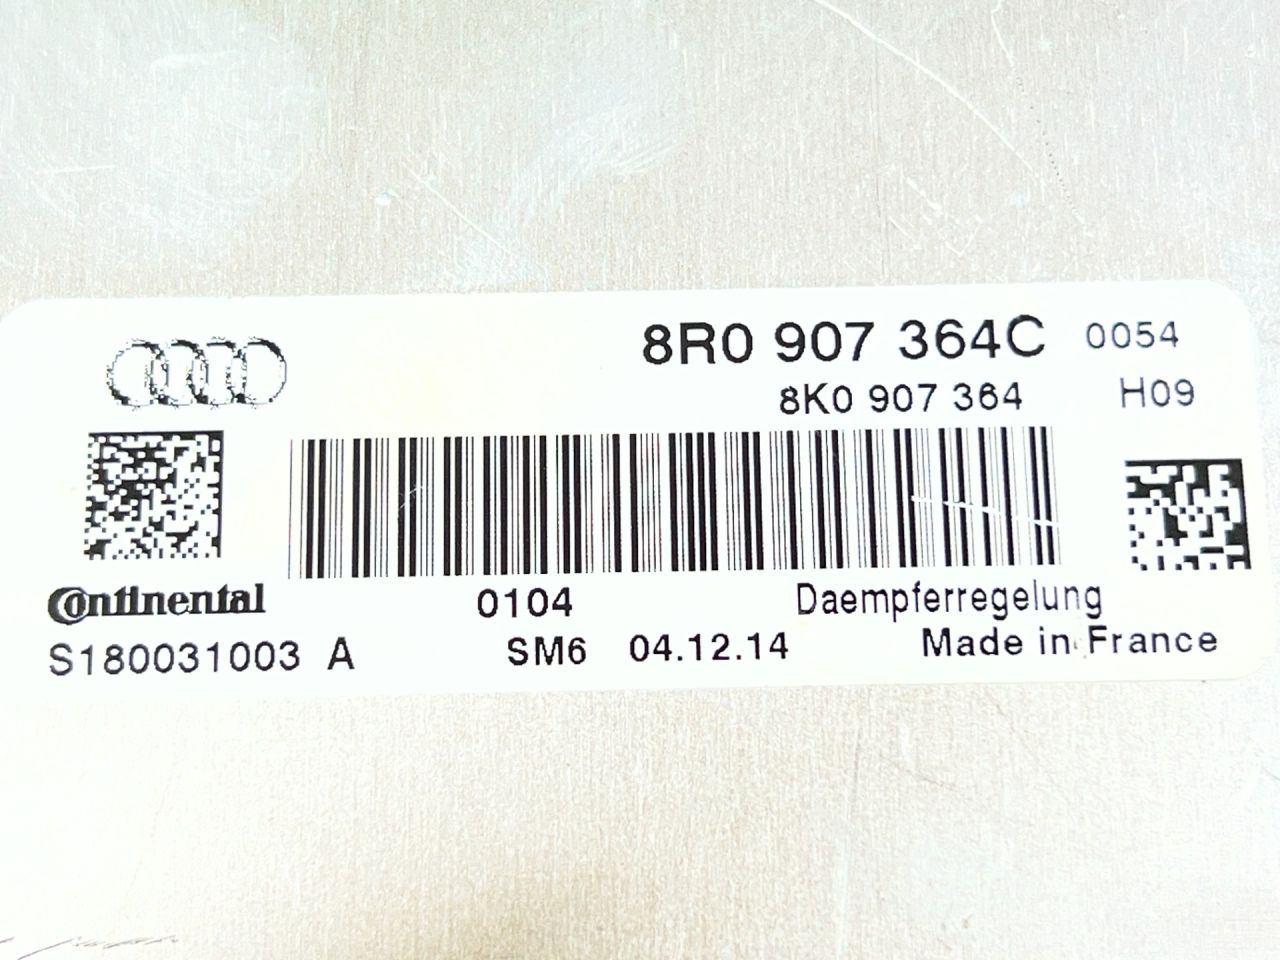 8R0 907 364C 0054
8K0 907 364 H09
Continental 0104 Daempferregelung
S180031003 A SM6 04.12.14 Made in France